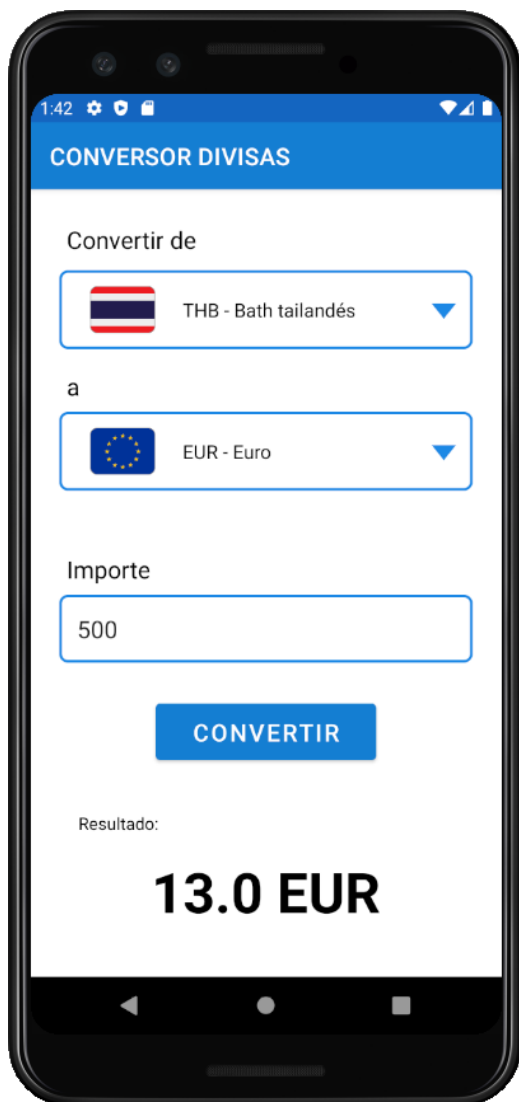 1:42
CONVERSOR DIVISAS
Convertir de
THB - Bath tailandés
a
EUR - Euro
Importe
500
CONVERTIR
Resultado:
13.0 EUR